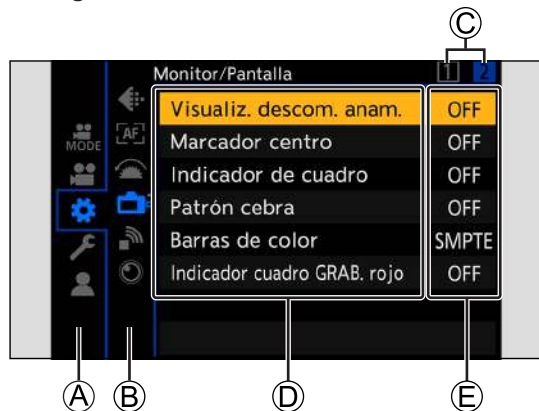 C
Monitor/Pantalla 1 2
Visualiz. descom. anam. OFF
MODE AF Marcador centro OFF
Indicador de cuadro OFF
Patrón cebra OFF
Barras de color SMPTE
Indicador cuadro GRAB. rojo OFF
A B D E